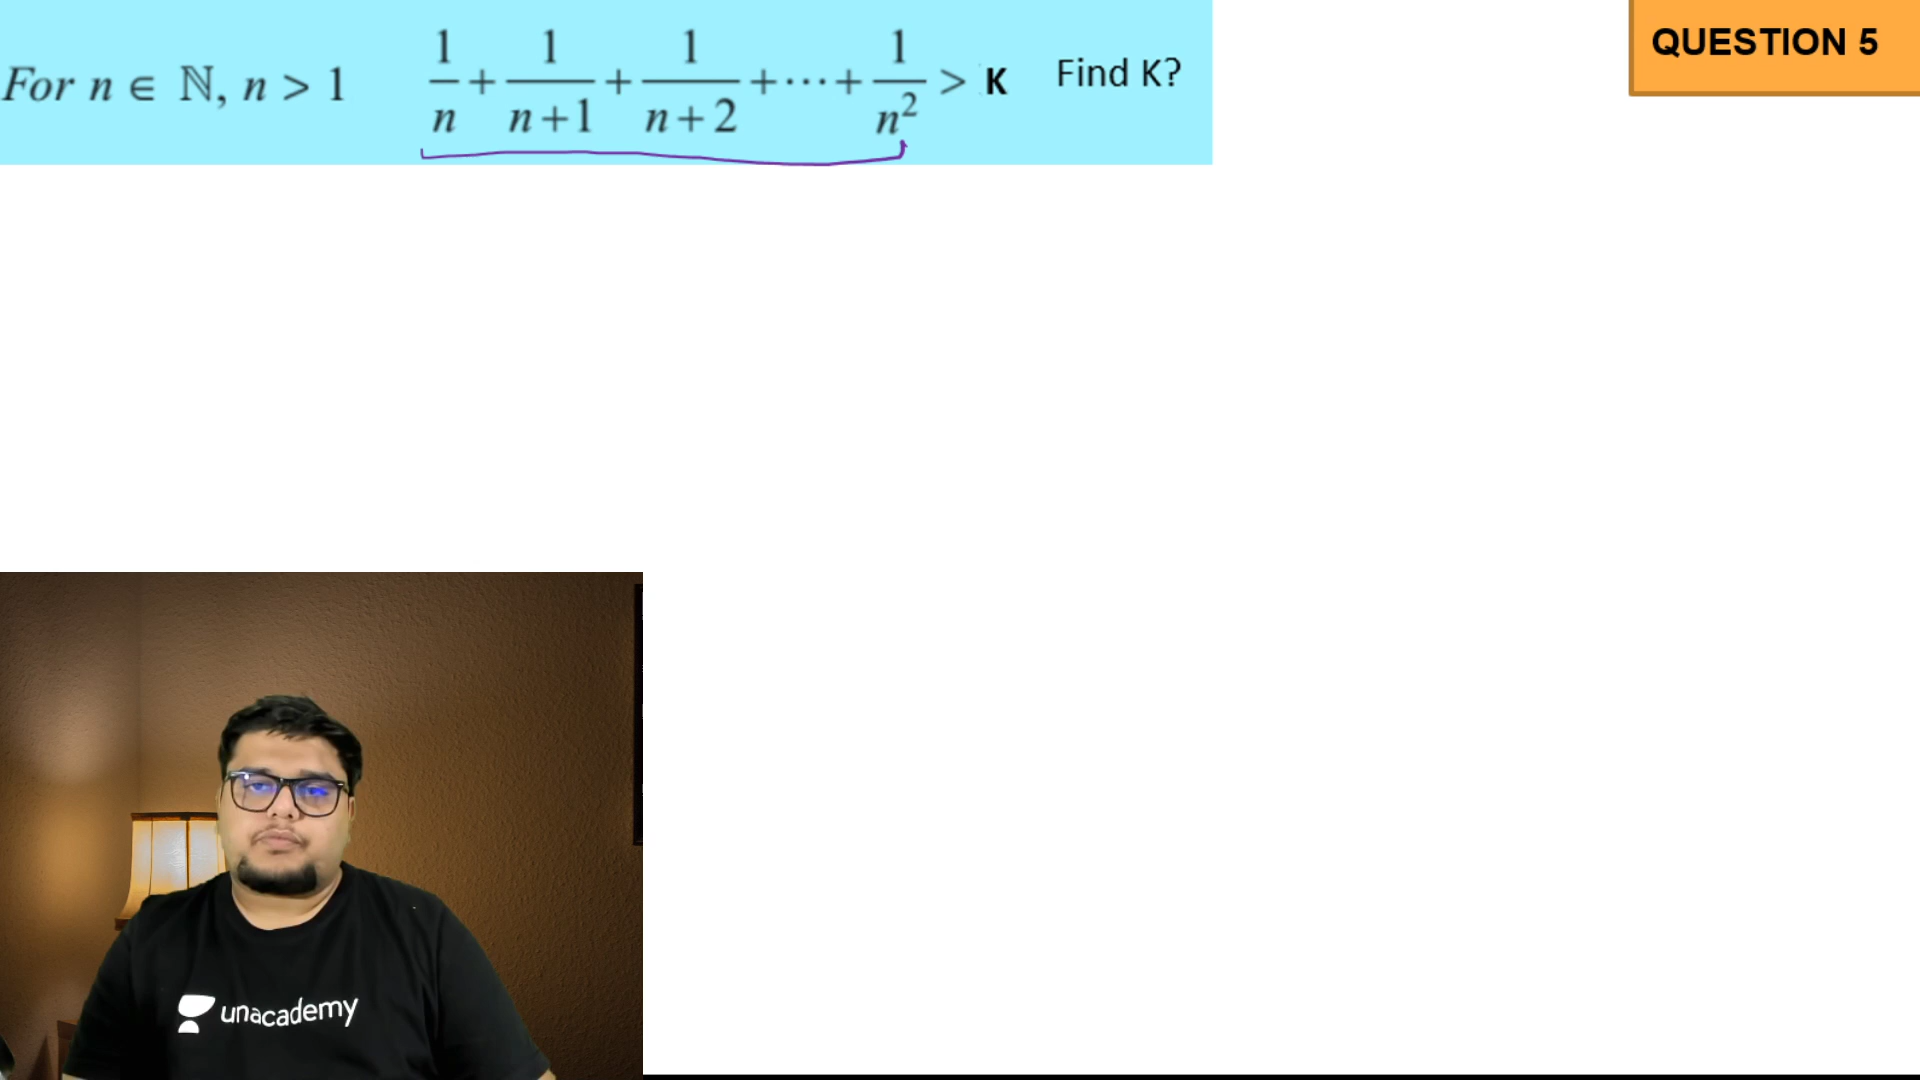 For n ∈ ℕ, n > 1    1/n + 1/(n+1) + 1/(n+2) + ⋯ + 1/n² > K    Find K?
QUESTION 5
unacademy